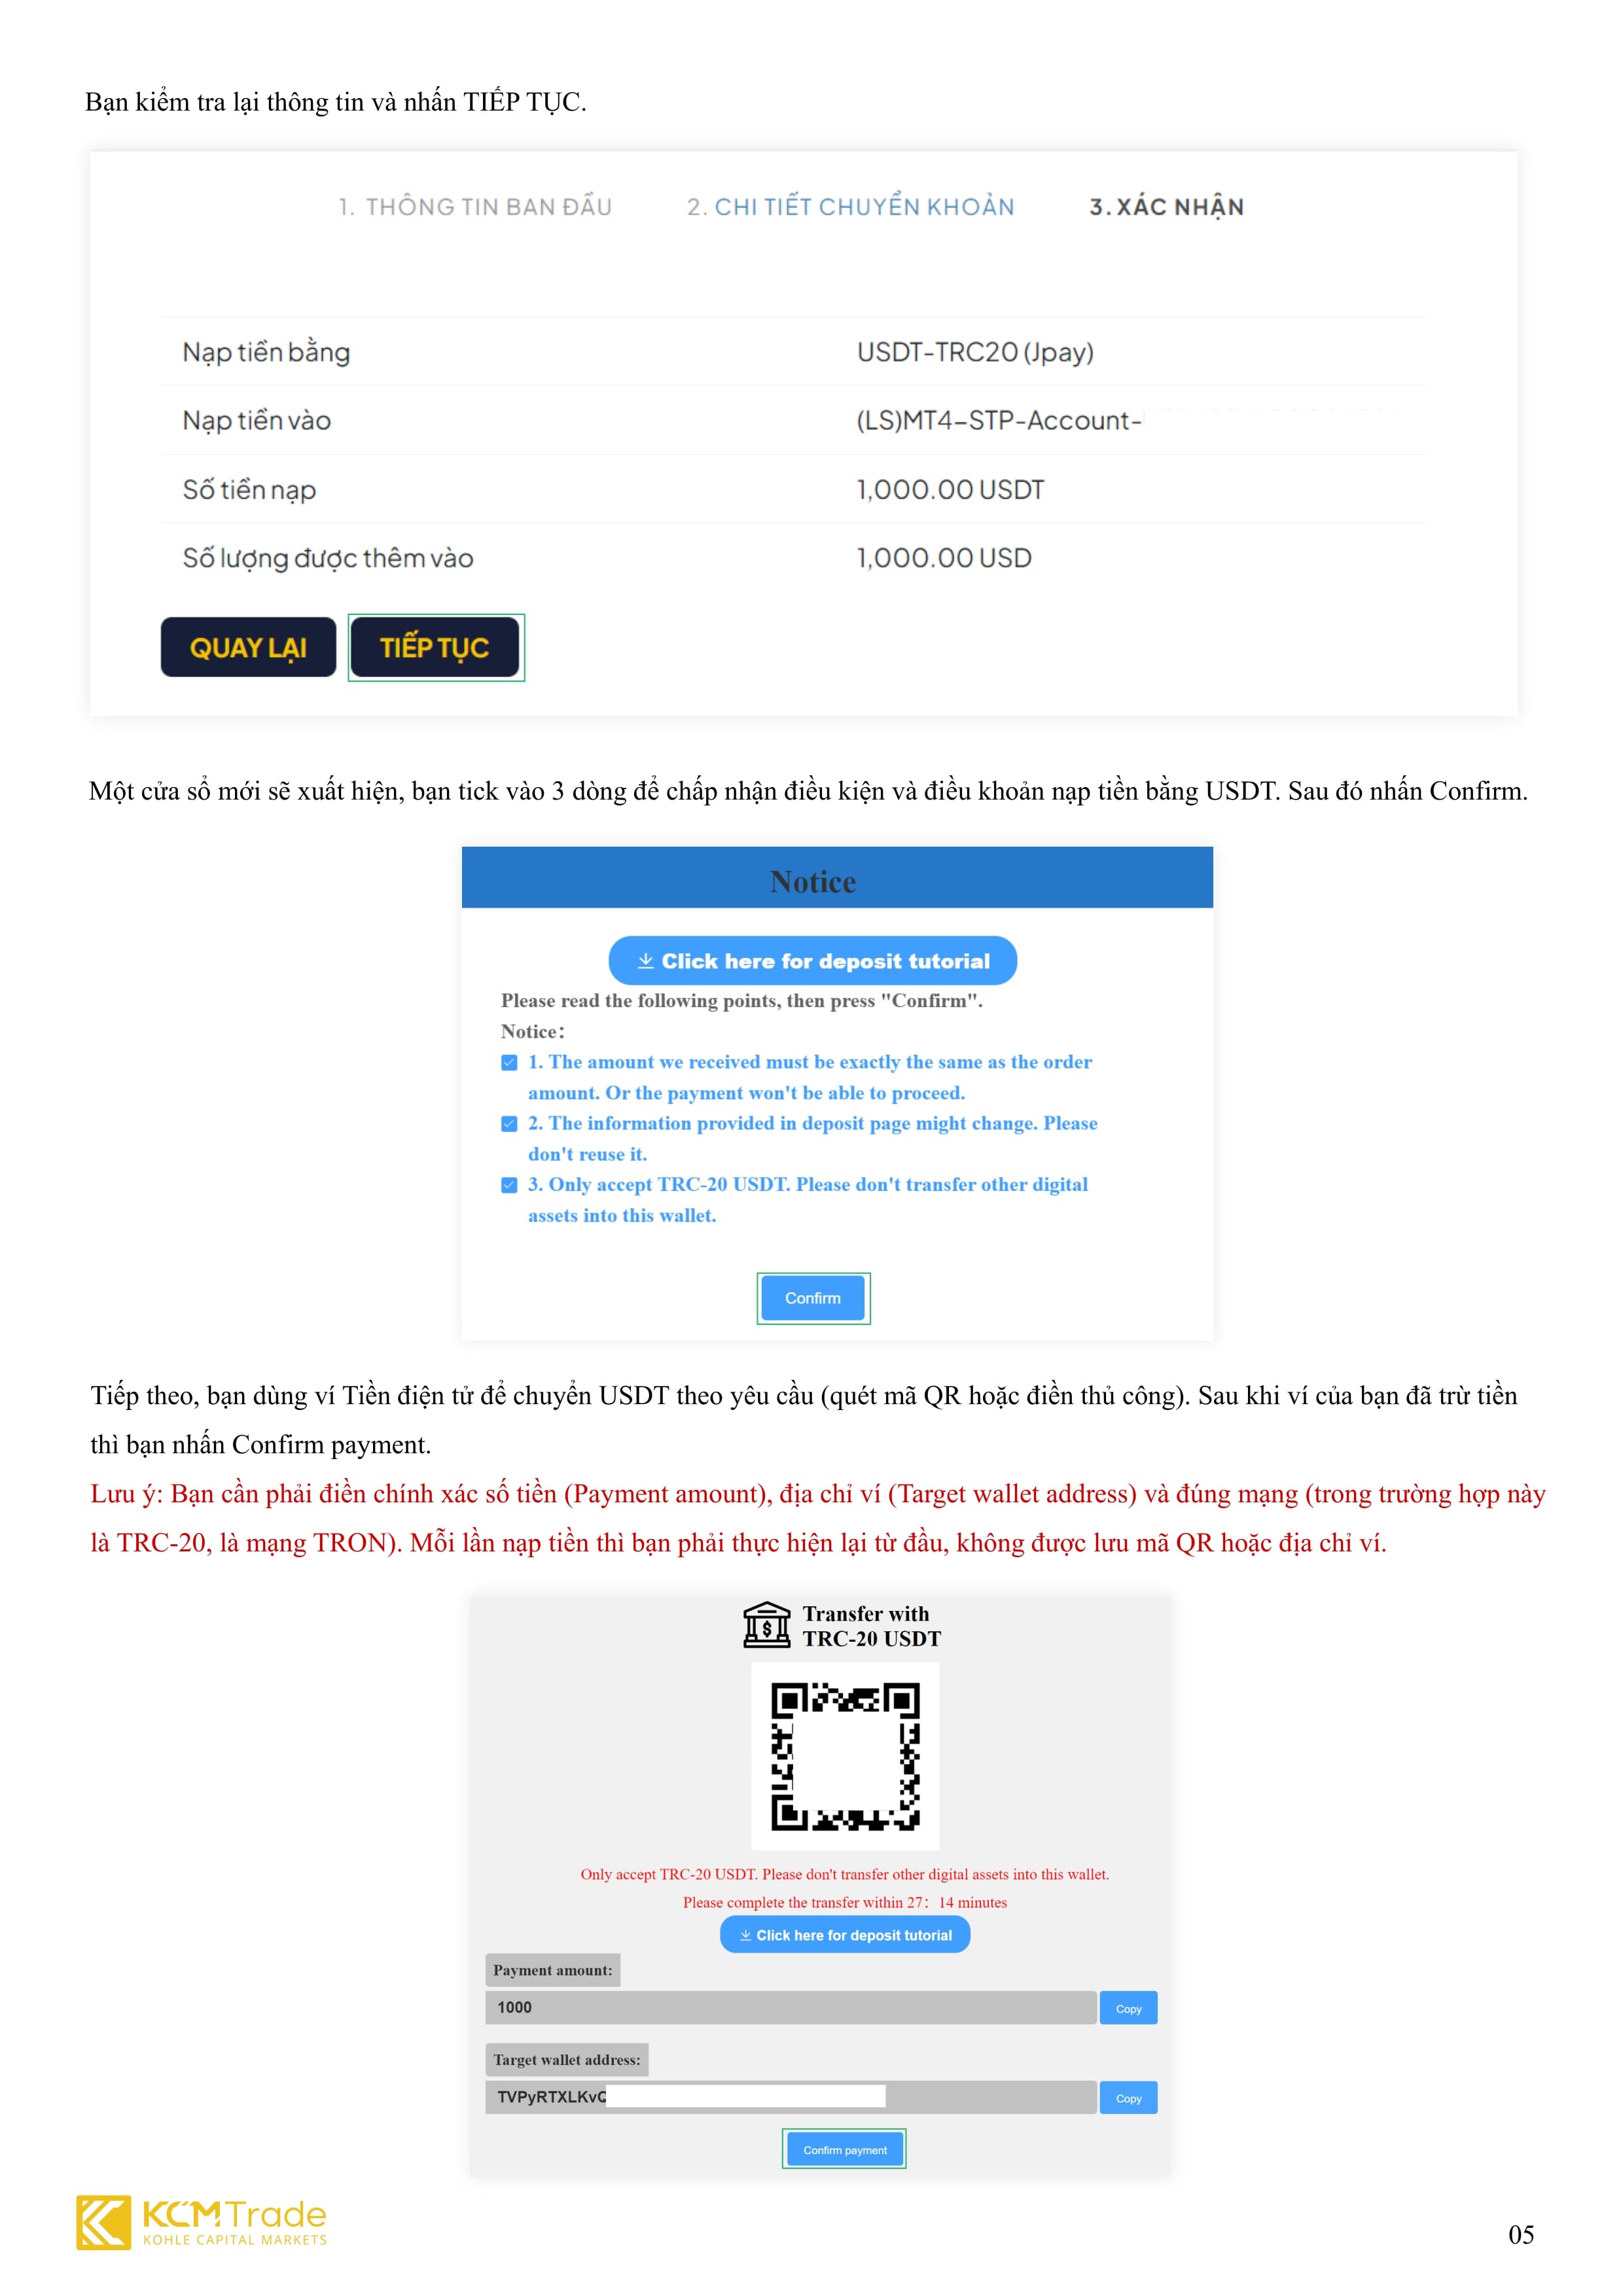 Bạn kiểm tra lại thông tin và nhấn TIẾP TỤC.
1. THÔNG TIN BAN ĐẦU 2. CHI TIẾT CHUYỂN KHOẢN 3. XÁC NHẬN
Nạp tiền bằng USDT-TRC20 (Jpay)
Nạp tiền vào (LS)MT4-STP-Account-
Số tiền nạp 1,000.00 USDT
Số lượng được thêm vào 1,000.00 USD
QUAY LẠI TIẾP TỤC
Một cửa sổ mới sẽ xuất hiện, bạn tick vào 3 dòng để chấp nhận điều kiện và điều khoản nạp tiền bằng USDT. Sau đó nhấn Confirm.
Notice
Click here for deposit tutorial
Please read the following points, then press "Confirm".
Notice:
1. The amount we received must be exactly the same as the order
amount. Or the payment won't be able to proceed.
2. The information provided in deposit page might change. Please
don't reuse it.
3. Only accept TRC-20 USDT. Please don't transfer other digital
assets into this wallet.
Confirm
Tiếp theo, bạn dùng ví Tiền điện tử để chuyển USDT theo yêu cầu (quét mã QR hoặc điền thủ công). Sau khi ví của bạn đã trừ tiền
thì bạn nhấn Confirm payment.
Lưu ý: Bạn cần phải điền chính xác số tiền (Payment amount), địa chỉ ví (Target wallet address) và đúng mạng (trong trường hợp này
là TRC-20, là mạng TRON). Mỗi lần nạp tiền thì bạn phải thực hiện lại từ đầu, không được lưu mã QR hoặc địa chỉ ví.
Transfer with
TRC-20 USDT
Only accept TRC-20 USDT. Please don't transfer other digital assets into this wallet.
Please complete the transfer within 27: 14 minutes
Click here for deposit tutorial
Payment amount:
1000 Copy
Target wallet address:
TVPyRTXLKvQ Copy
Confirm payment
KCMTrade
KOHLE CAPITAL MARKETS
05